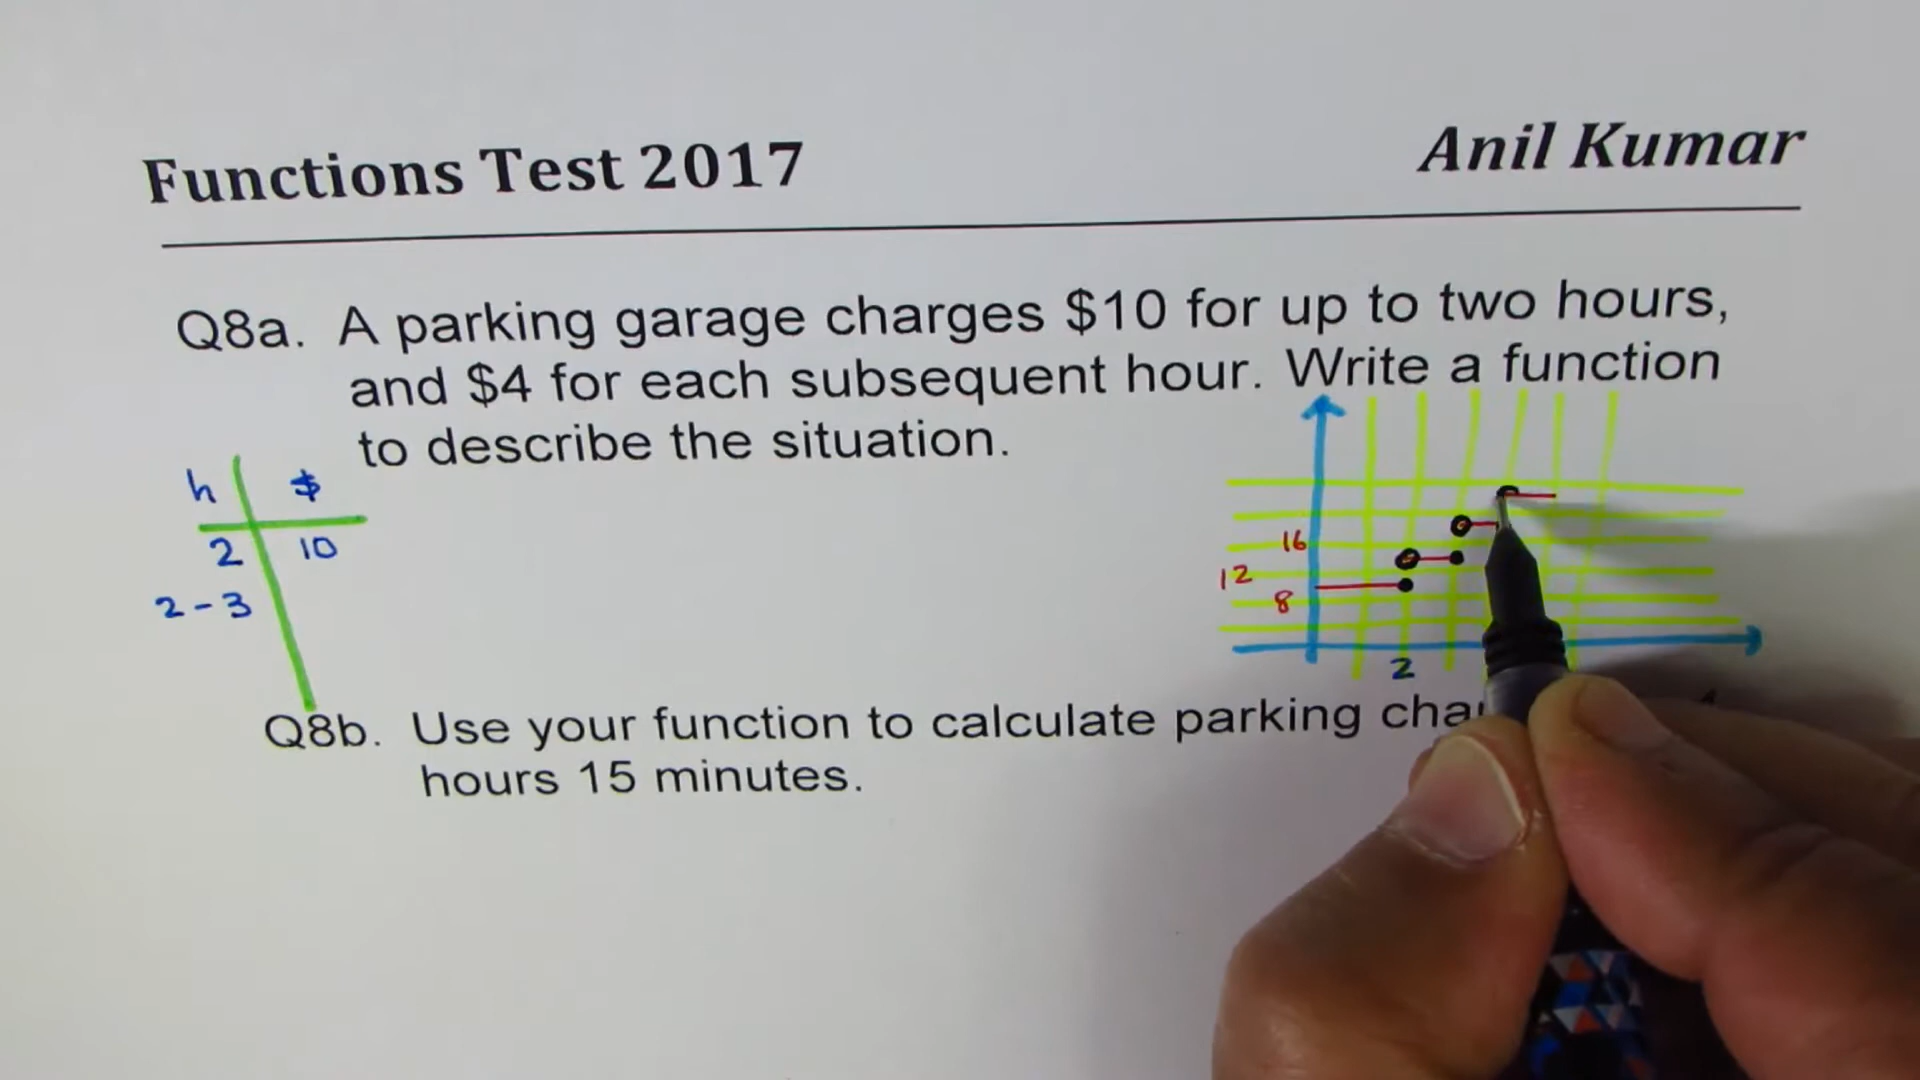 Functions Test 2017
Anil Kumar
Q8a. A parking garage charges $10 for up to two hours,
and $4 for each subsequent hour. Write a function
to describe the situation.
h $
2 10
2 - 3
16
12
8
2
Q8b. Use your function to calculate parking
hours 15 minutes.